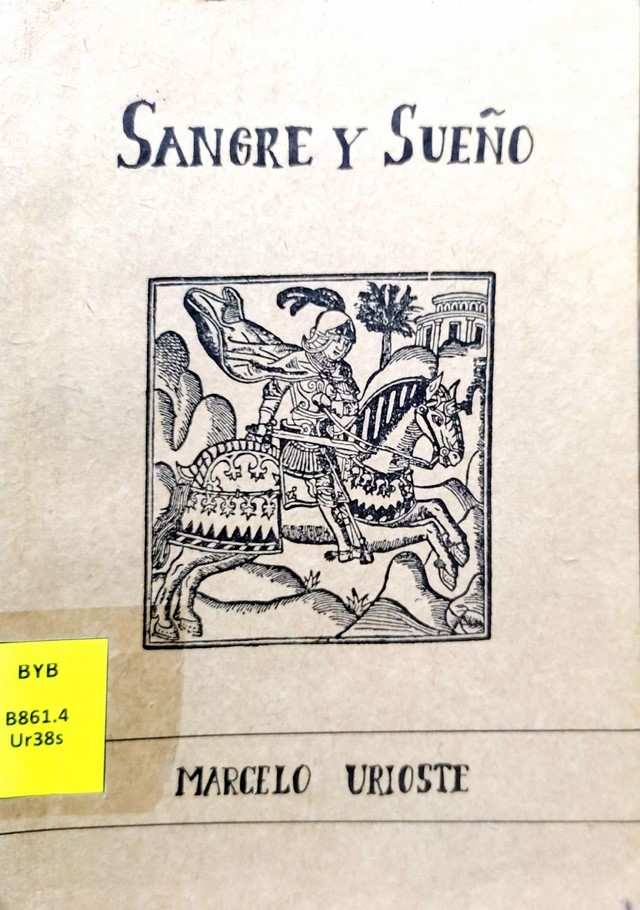 SANGRE Y SUEÑO
BYB
B861.4
Ur38s
MARCELO URIOSTE